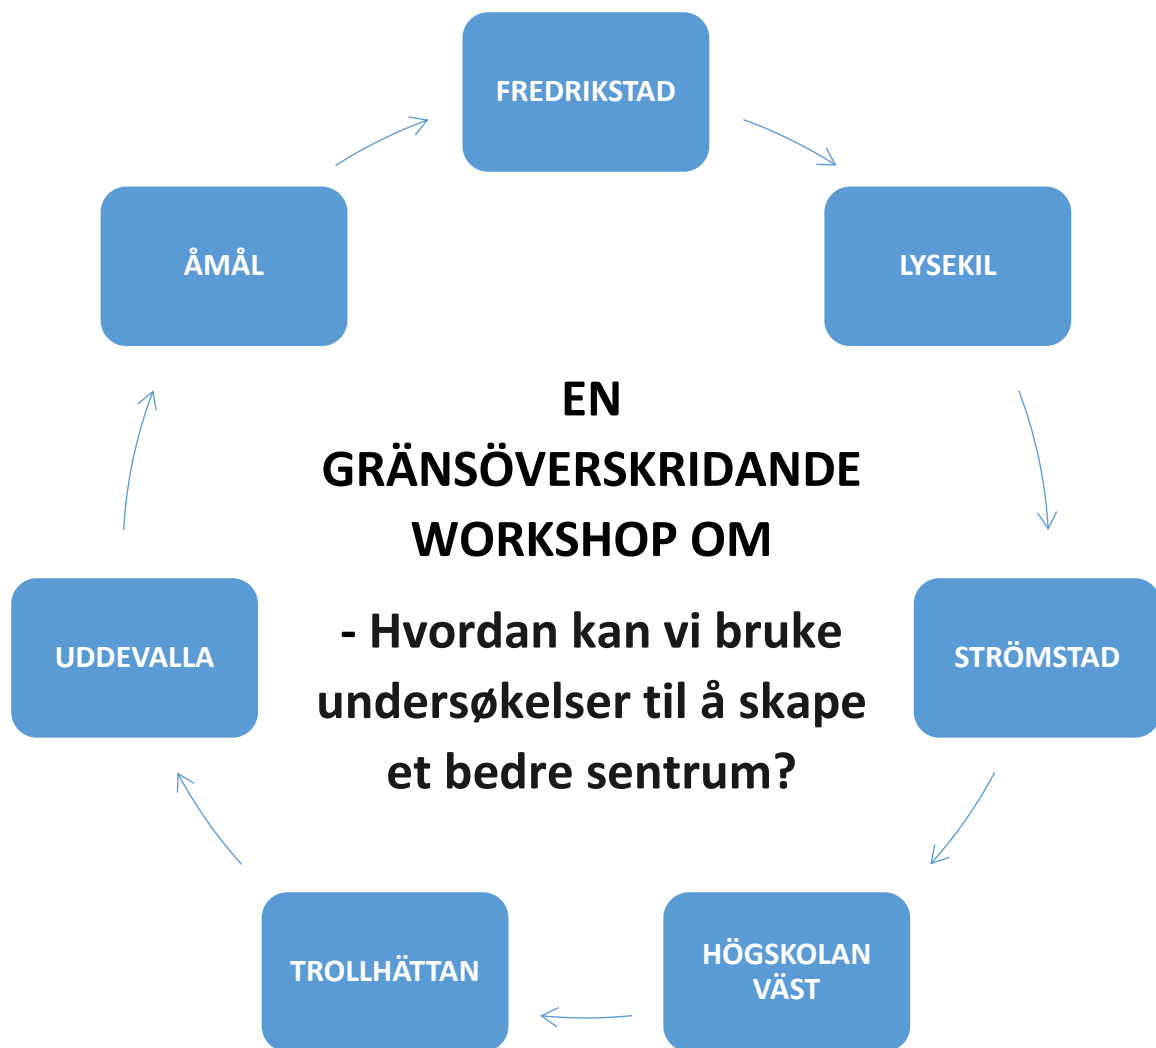 FREDRIKSTAD
LYSEKIL
STRÖMSTAD
HÖGSKOLAN
VÄST
TROLLHÄTTAN
UDDEVALLA
ÅMÅL
EN
GRÄNSÖVERSKRIDANDE
WORKSHOP OM
- Hvordan kan vi bruke
undersøkelser til å skape
et bedre sentrum?